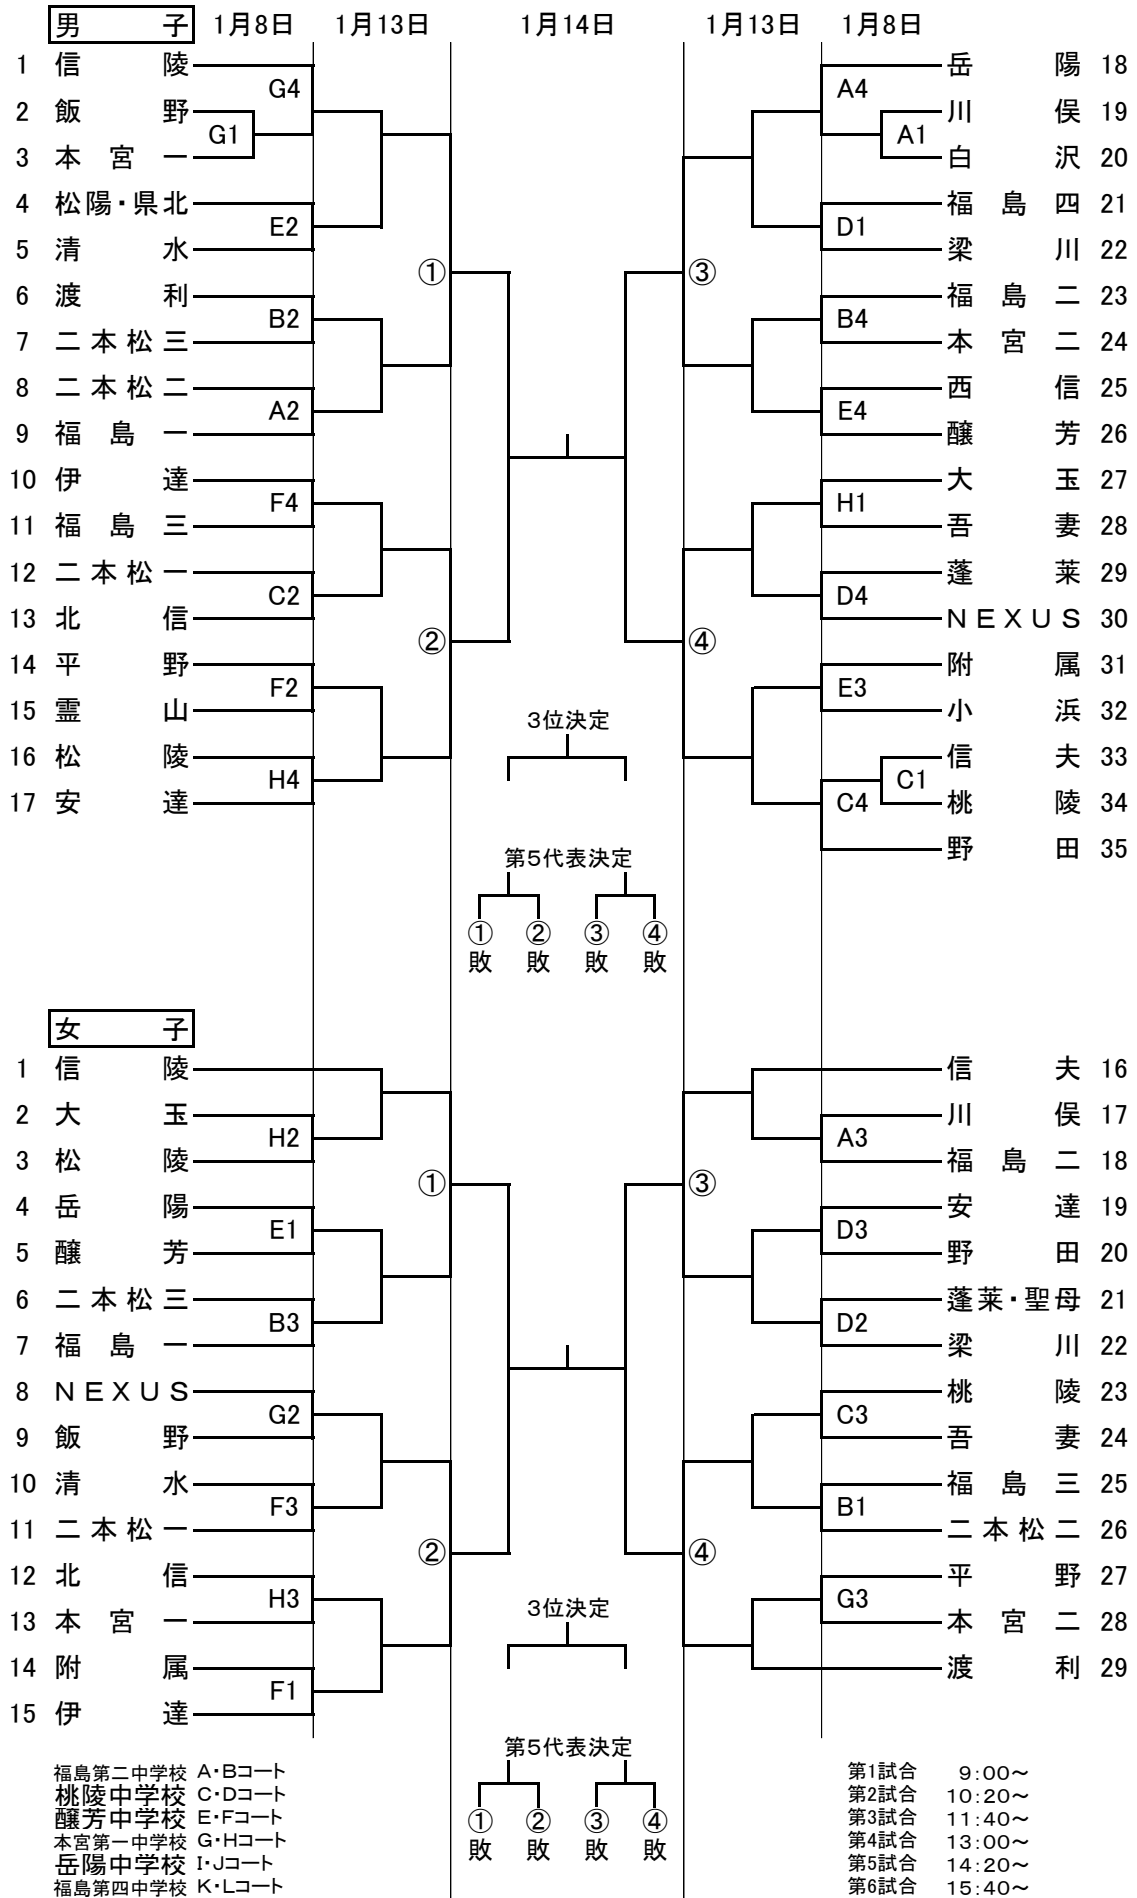 男子 1月8日 1月13日 1月14日 1月13日 1月8日
1 信陵 G4 A4 岳陽 18
2 飯野 G1 A1 川俣 19
3 本宮一 白沢 20
4 松陽・県北 E2 D1 福島四 21
5 清水 梁川 22
① ③
6 渡利 B2 B4 福島二 23
7 二本松三 本宮二 24
8 二本松二 A2 E4 西信 25
9 福島一 醸芳 26
10 伊達 F4 H1 大玉 27
11 福島三 吾妻 28
12 二本松一 C2 D4 蓬莱 29
13 北信 NEXUS 30
② ④
14 平野 F2 E3 附属 31
15 霊山 小浜 32
3位決定
16 松陵 H4 C1 信夫 33
17 安達 C4 桃陵 34
野田 35
第5代表決定
① ② ③ ④
敗 敗 敗 敗
女子
1 信陵 信夫 16
2 大玉 H2 A3 川俣 17
3 松陵 福島二 18
① ③
4 岳陽 E1 D3 安達 19
5 醸芳 野田 20
6 二本松三 B3 D2 蓬莱・聖母 21
7 福島一 梁川 22
8 NEXUS G2 C3 桃陵 23
9 飯野 吾妻 24
10 清水 F3 B1 福島三 25
11 二本松一 二本松二 26
② ④
12 北信 H3 G3 平野 27
13 本宮一 本宮二 28
3位決定
14 附属 F1 渡利 29
15 伊達
第5代表決定
① ② ③ ④
敗 敗 敗 敗
福島第二中学校 A・Bコート 第1試合 9:00～
桃陵中学校 C・Dコート 第2試合 10:20～
醸芳中学校 E・Fコート 第3試合 11:40～
本宮第一中学校 G・Hコート 第4試合 13:00～
岳陽中学校 I・Jコート 第5試合 14:20～
福島第四中学校 K・Lコート 第6試合 15:40～